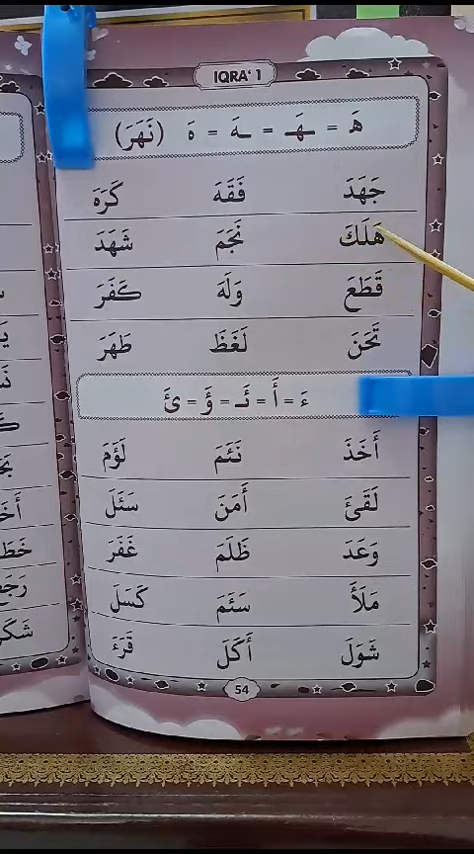 IQRA' 1
هَـ = ـهَـ = ـهَ = هَ (نَهَرَ)
جَهَدَ فَقَهَ كَرَهَ
هَلَكَ نَجَمَ شَهَدَ
قَطَعَ وَلَهَ كَفَرَ
نَحَنَ لَغَظَ طَهَرَ
ءَ = أَ = ئَـ = ؤَ = ئَ
أَخَذَ نَئَمَ لَؤَمَ
لَقَئَ أَمَنَ سَئَلَ
وَعَدَ ظَلَمَ غَفَرَ
مَلَأَ سَئَمَ كَسَلَ
شَوَلَ أَكَلَ قَرَءَ
54